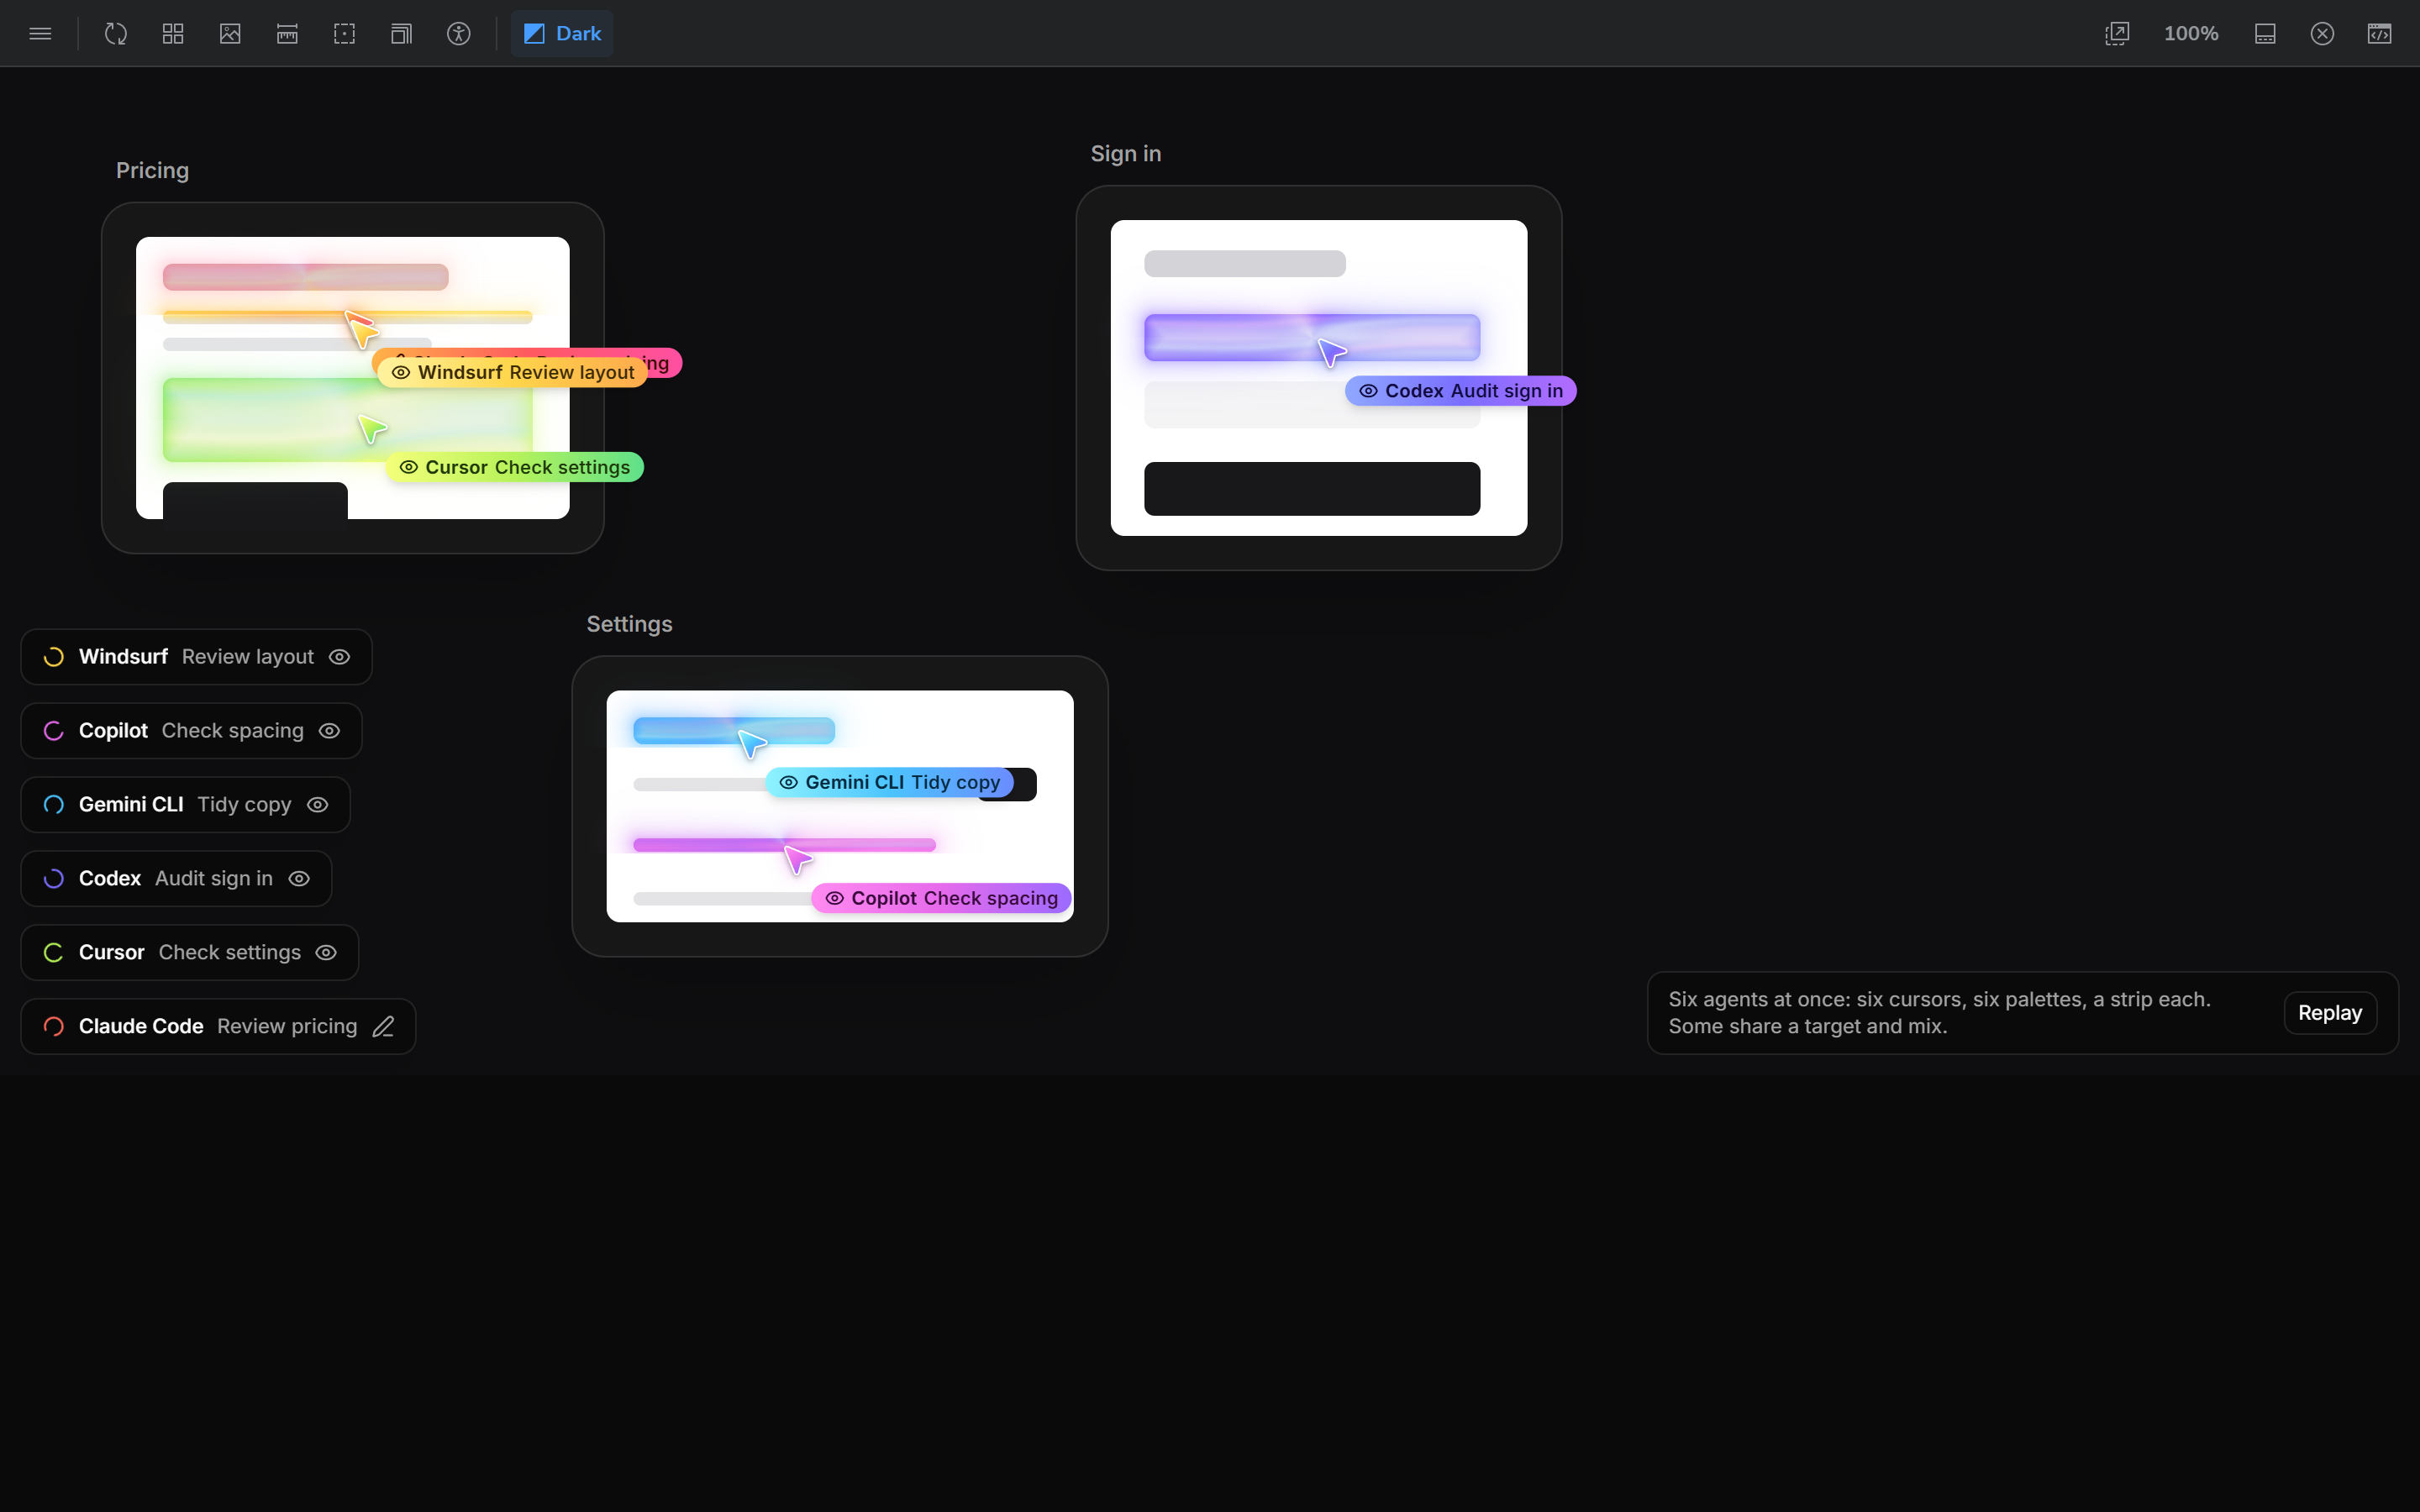 Dark
100%
Pricing
Sign in
ing
Windsurf Review layout
Codex Audit sign in
Cursor Check settings
Settings
Windsurf Review layout
Copilot Check spacing
Gemini CLI Tidy copy
Gemini CLI Tidy copy
Codex Audit sign in
Copilot Check spacing
Cursor Check settings
Claude Code Review pricing
Six agents at once: six cursors, six palettes, a strip each.
Some share a target and mix.
Replay